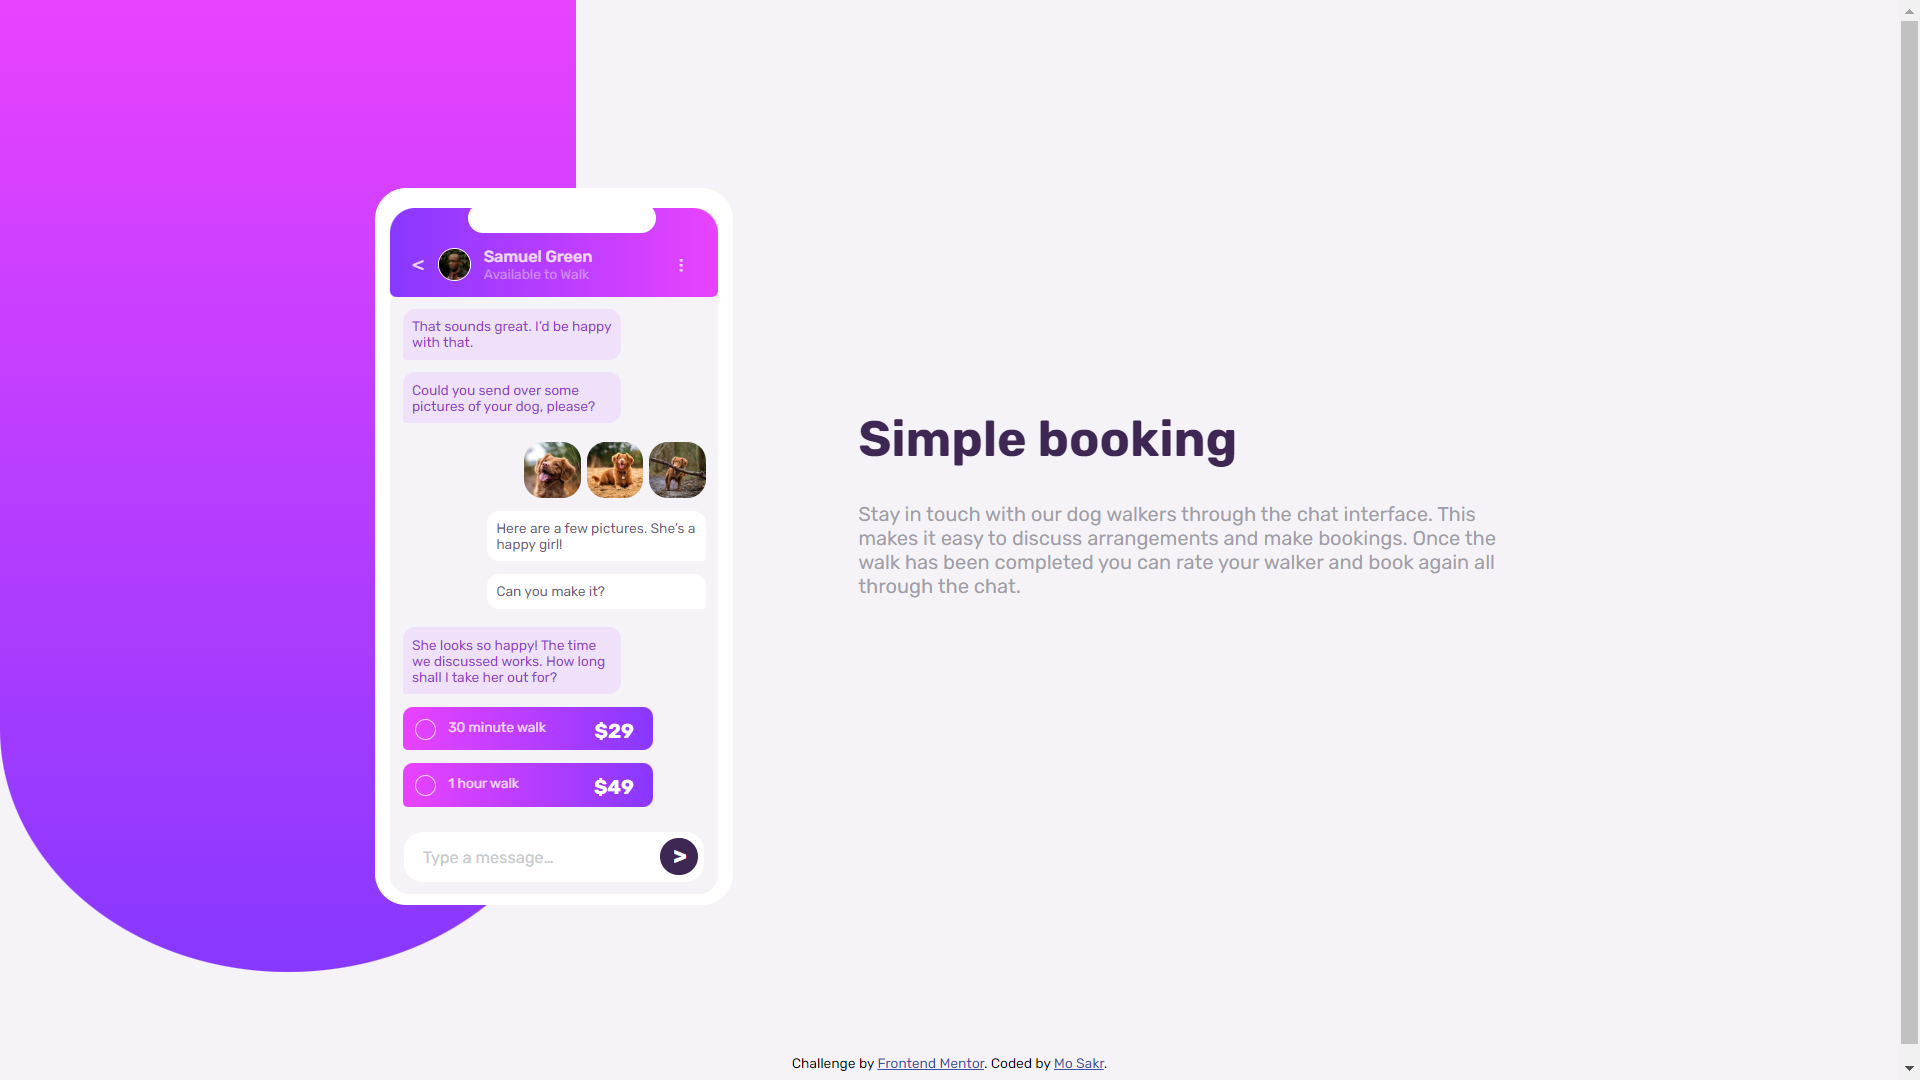 <
Samuel Green
Available to Walk
That sounds great. I’d be happy
with that.
Could you send over some
pictures of your dog, please?
Here are a few pictures. She’s a
happy girl!
Can you make it?
She looks so happy! The time
we discussed works. How long
shall I take her out for?
30 minute walk $29
1 hour walk $49
Type a message… >
Simple booking
Stay in touch with our dog walkers through the chat interface. This
makes it easy to discuss arrangements and make bookings. Once the
walk has been completed you can rate your walker and book again all
through the chat.
Challenge by Frontend Mentor. Coded by Mo Sakr.